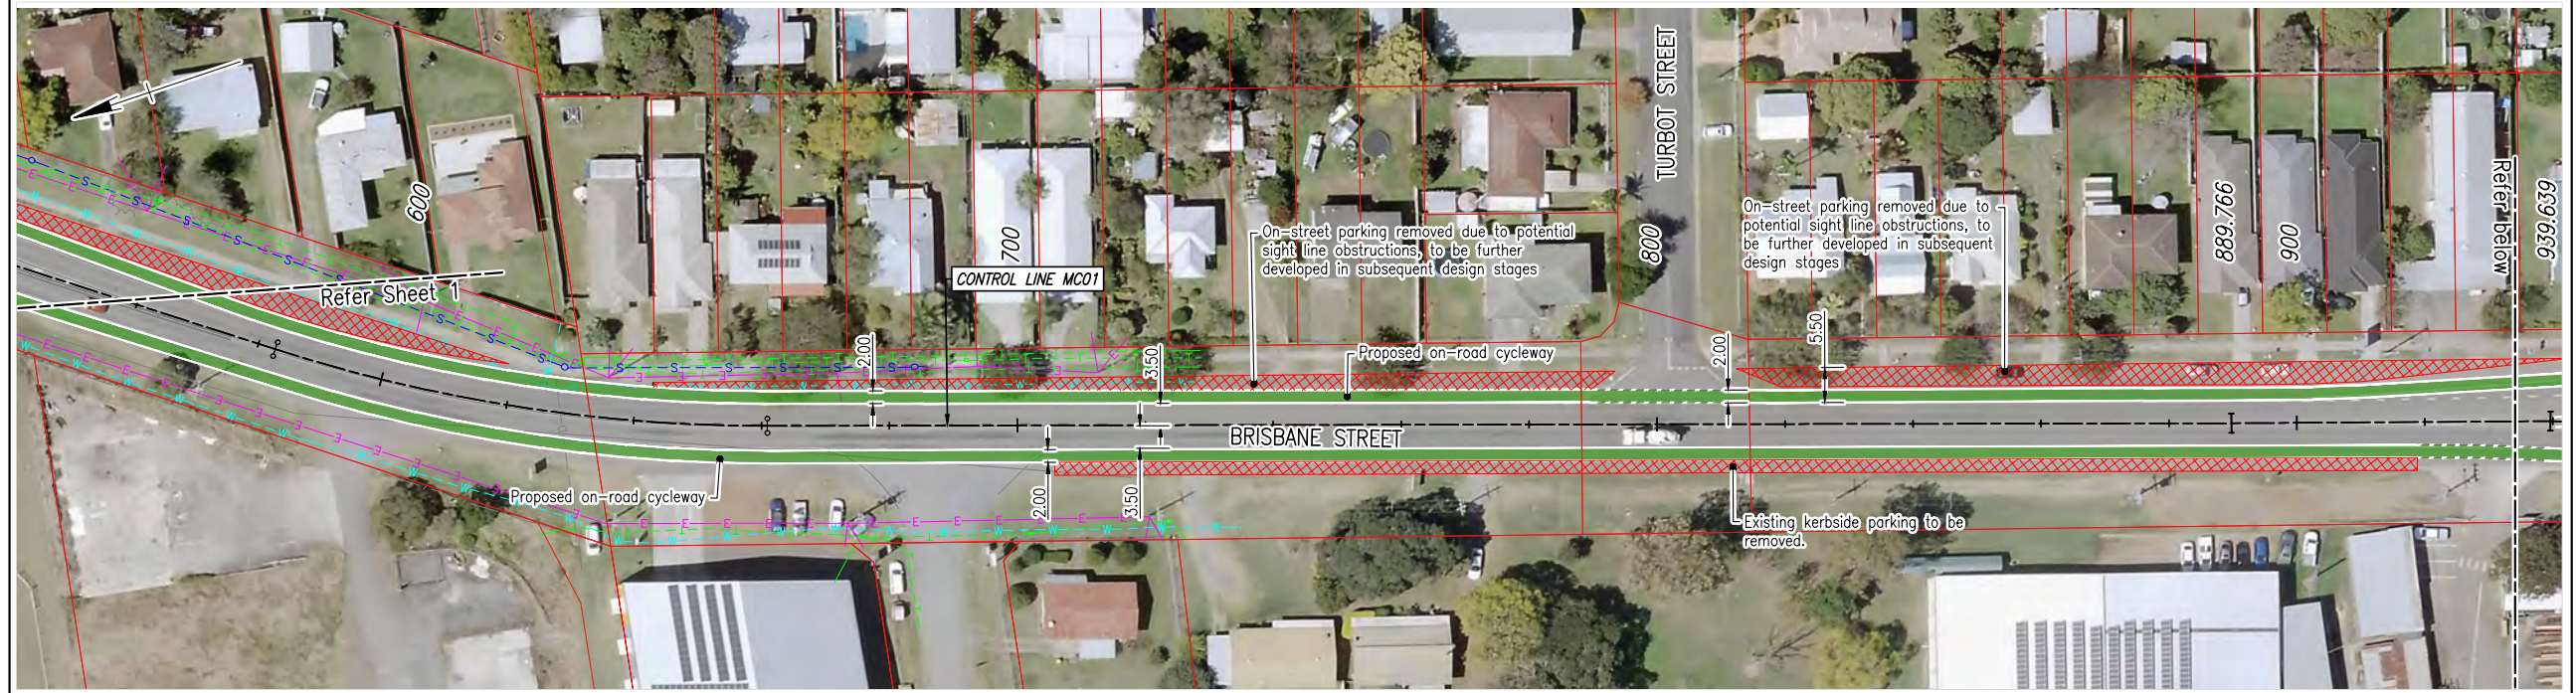 TURBOT STREET
600
Refer Sheet 1
700
CONTROL LINE MC01
On-street parking removed due to potential
sight line obstructions, to be further
developed in subsequent design stages
800
On-street parking removed due to
potential sight line obstructions, to
be further developed in subsequent
design stages
889.766
900
Refer below
939.639
2.00
3.50
Proposed on-road cycleway
2.00
5.50
BRISBANE STREET
Proposed on-road cycleway
2.00
3.50
Existing kerbside parking to be
removed.